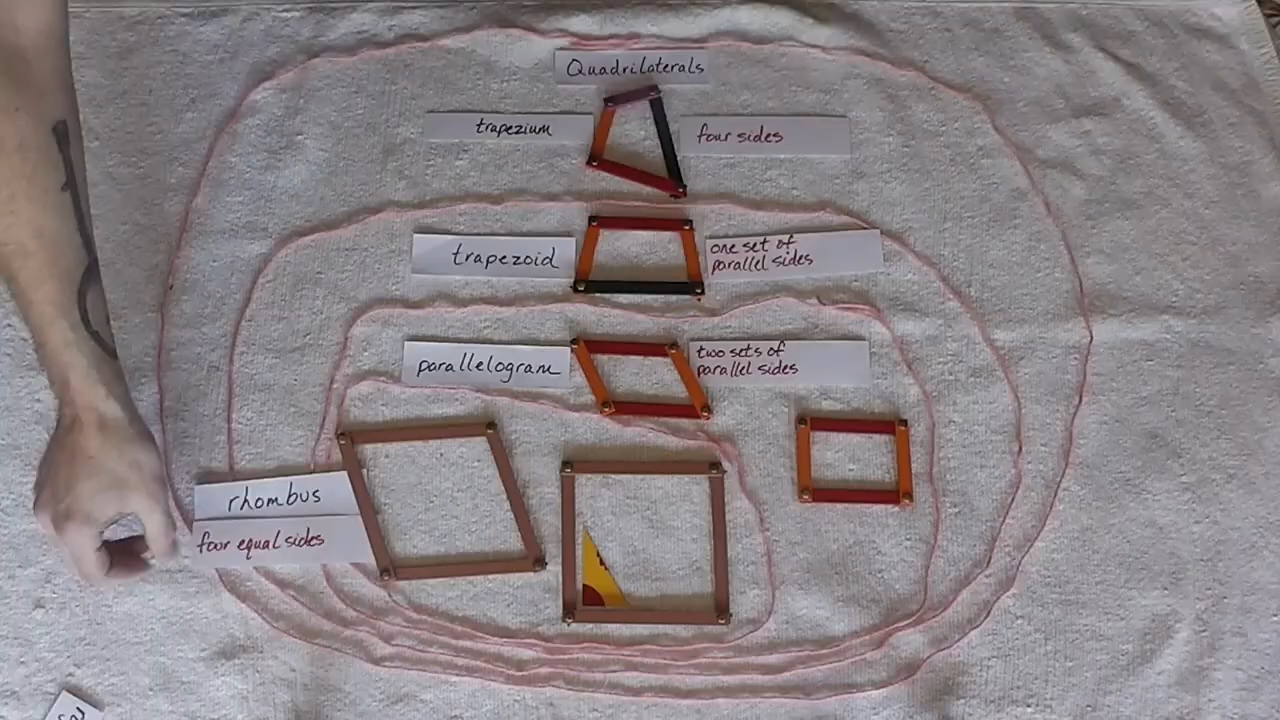 Quadrilaterals
trapezium
four sides
trapezoid
one set of
parallel sides
parallelogram
two sets of
parallel sides
rhombus
four equal sides